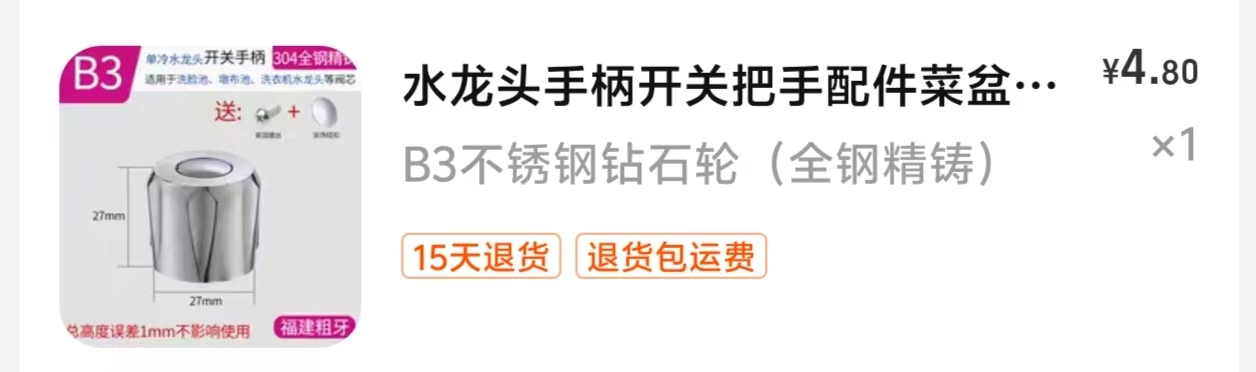 B3
单冷水龙头开关手柄 304全钢精铸
适用于洗脸池、墩布池、洗衣机水龙头等阀芯
送: +
27mm
27mm
总高度误差1mm不影响使用
福建粗牙
水龙头手柄开关把手配件菜盆…
¥4.80
B3不锈钢钻石轮（全钢精铸）
×1
15天退货 退货包运费